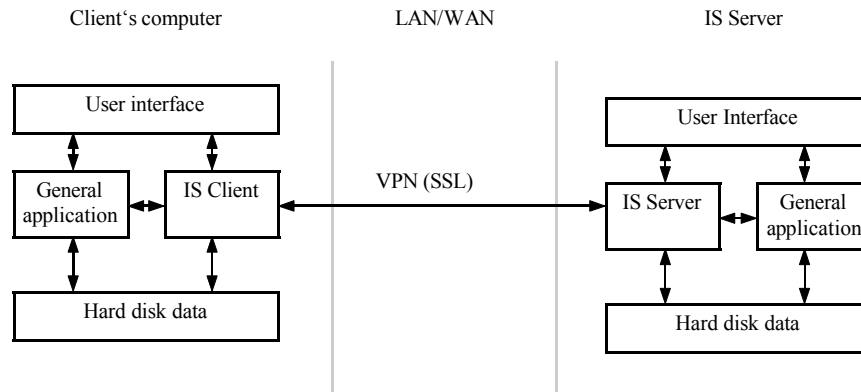 Client‘s computer
LAN/WAN
IS Server
User interface
General
application
IS Client
Hard disk data
VPN (SSL)
User Interface
IS Server
General
application
Hard disk data